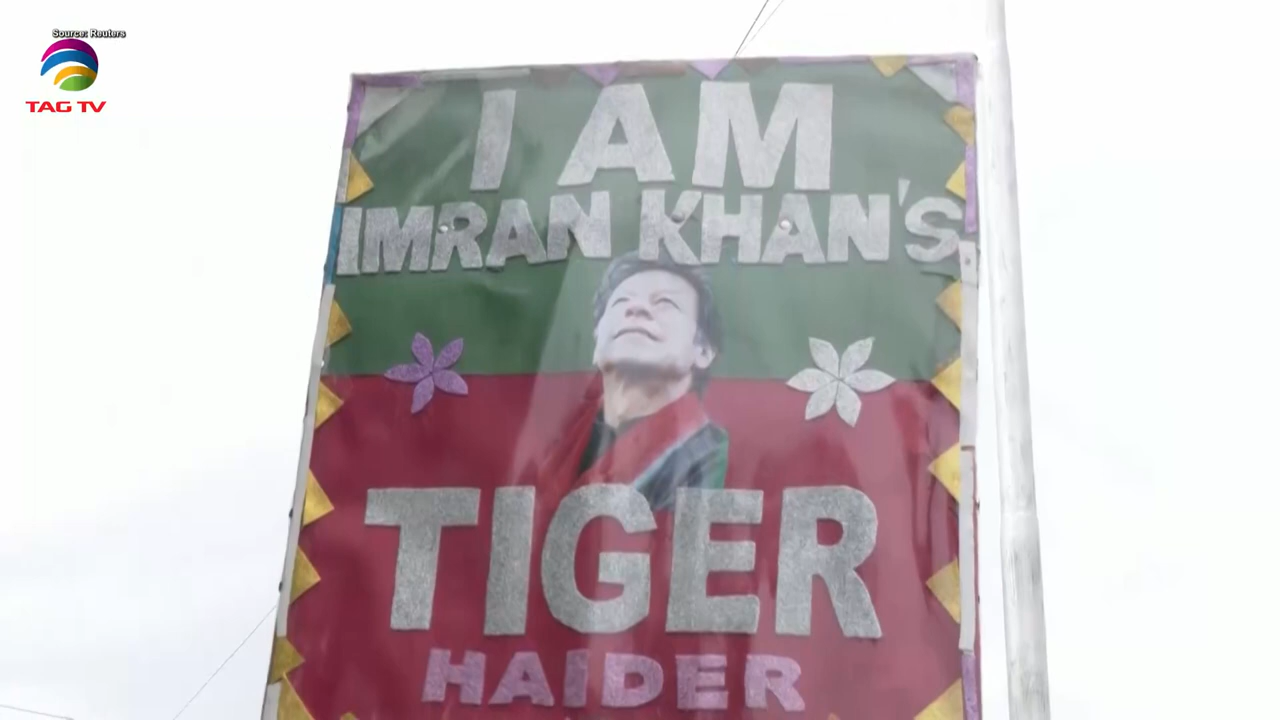 Source: Reuters
TAG TV
I AM
IMRAN KHAN'S
TIGER
HAIDER